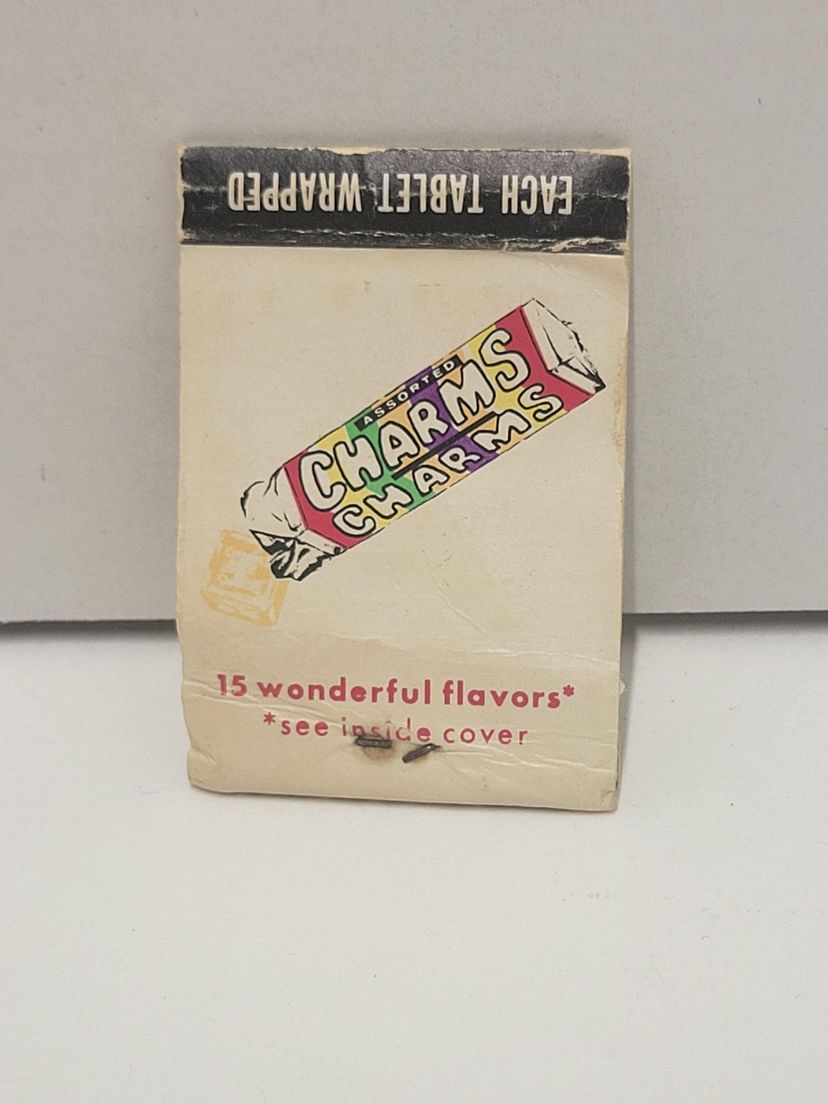 EACH TABLET WRAPPED
ASSORTED
CHARMS
CHARMS
15 wonderful flavors*
*see inside cover